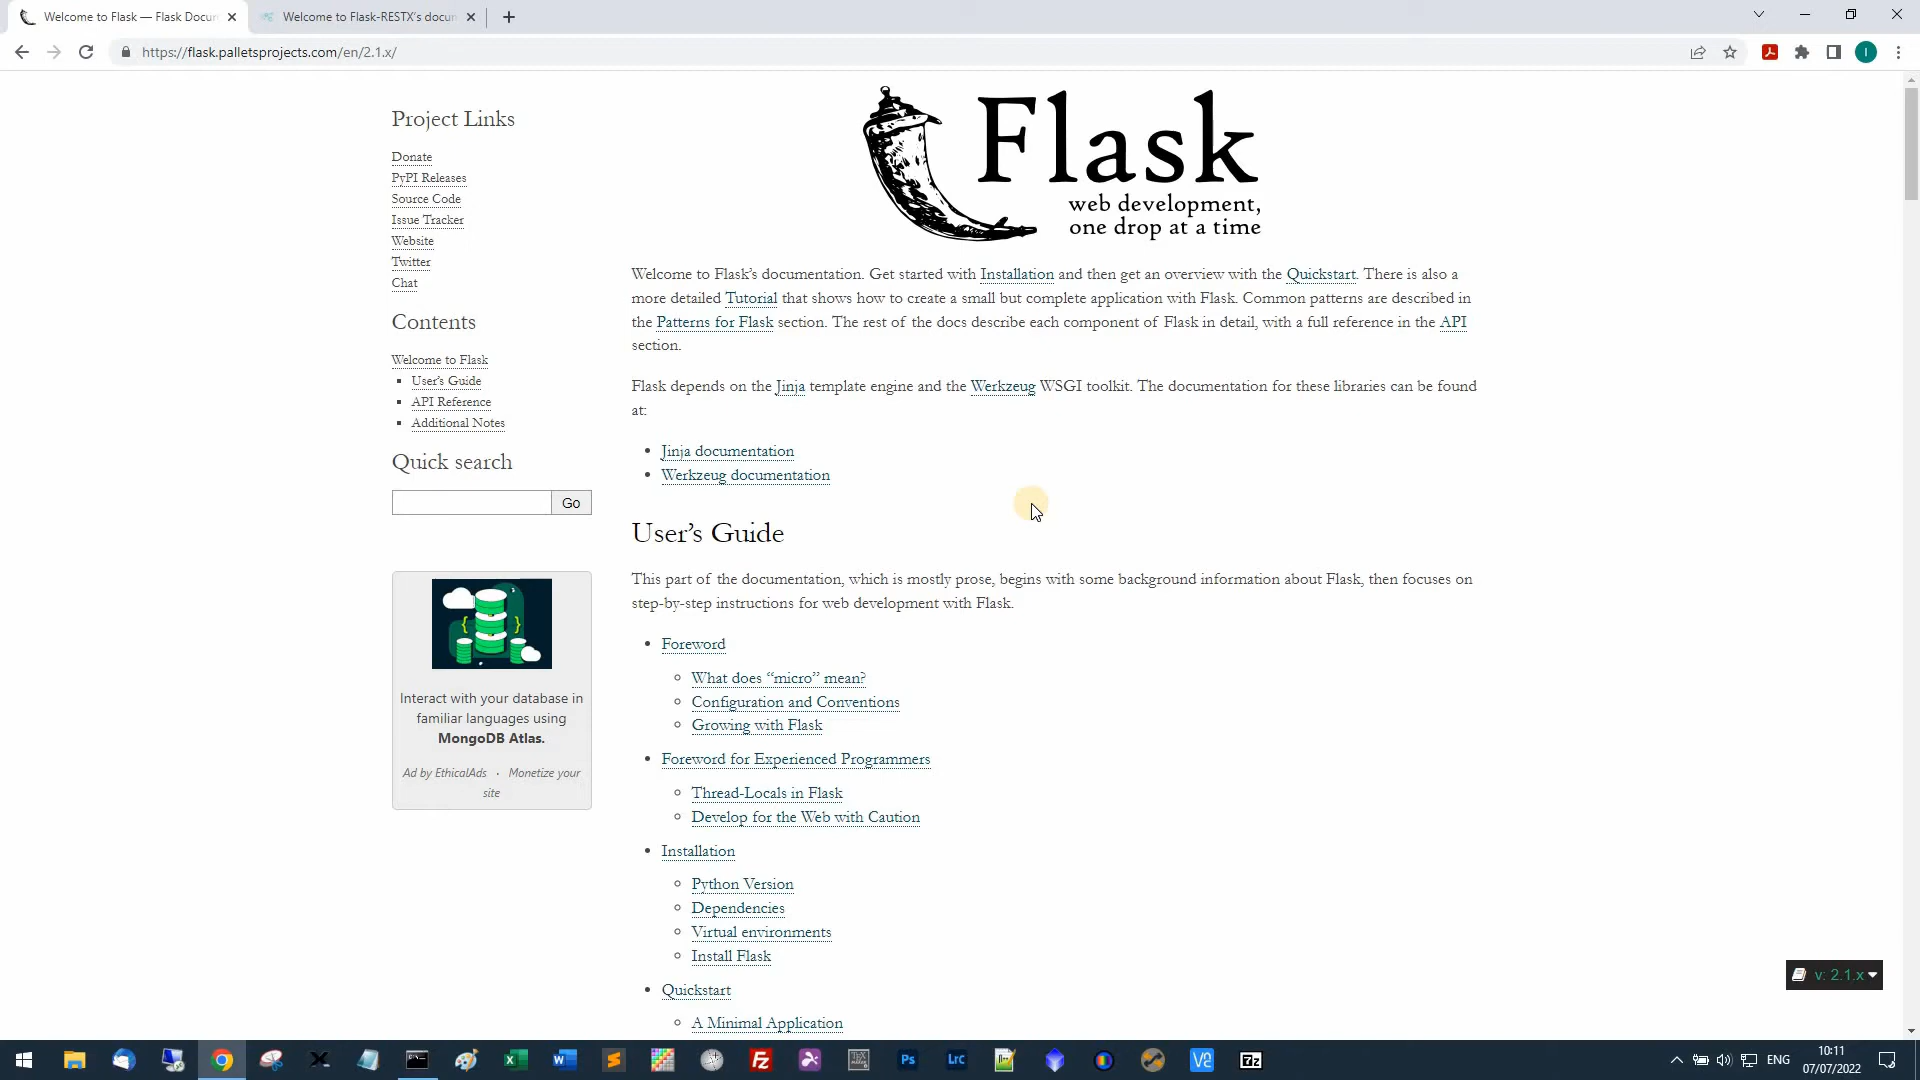 Welcome to Flask — Flask Docu
Welcome to Flask-RESTX's docun
I
https://flask.palletsprojects.com/en/2.1.x/
Project Links
Donate
PyPI Releases
Source Code
Issue Tracker
Website
Twitter
Chat
Contents
Welcome to Flask
User's Guide
API Reference
Additional Notes
Quick search
Go
Interact with your database in
familiar languages using
MongoDB Atlas.
Ad by EthicalAds · Monetize your
site
Flask
web development,
one drop at a time
Welcome to Flask's documentation. Get started with Installation and then get an overview with the Quickstart. There is also a
more detailed Tutorial that shows how to create a small but complete application with Flask. Common patterns are described in
the Patterns for Flask section. The rest of the docs describe each component of Flask in detail, with a full reference in the API
section.
Flask depends on the Jinja template engine and the Werkzeug WSGI toolkit. The documentation for these libraries can be found
at:
Jinja documentation
Werkzeug documentation
User's Guide
This part of the documentation, which is mostly prose, begins with some background information about Flask, then focuses on
step-by-step instructions for web development with Flask.
Foreword
What does “micro” mean?
Configuration and Conventions
Growing with Flask
Foreword for Experienced Programmers
Thread-Locals in Flask
Develop for the Web with Caution
Installation
Python Version
Dependencies
Virtual environments
Install Flask
Quickstart
A Minimal Application
v: 2.1.x
Ps
Lrc
7z
ENG
10:11
07/07/2022